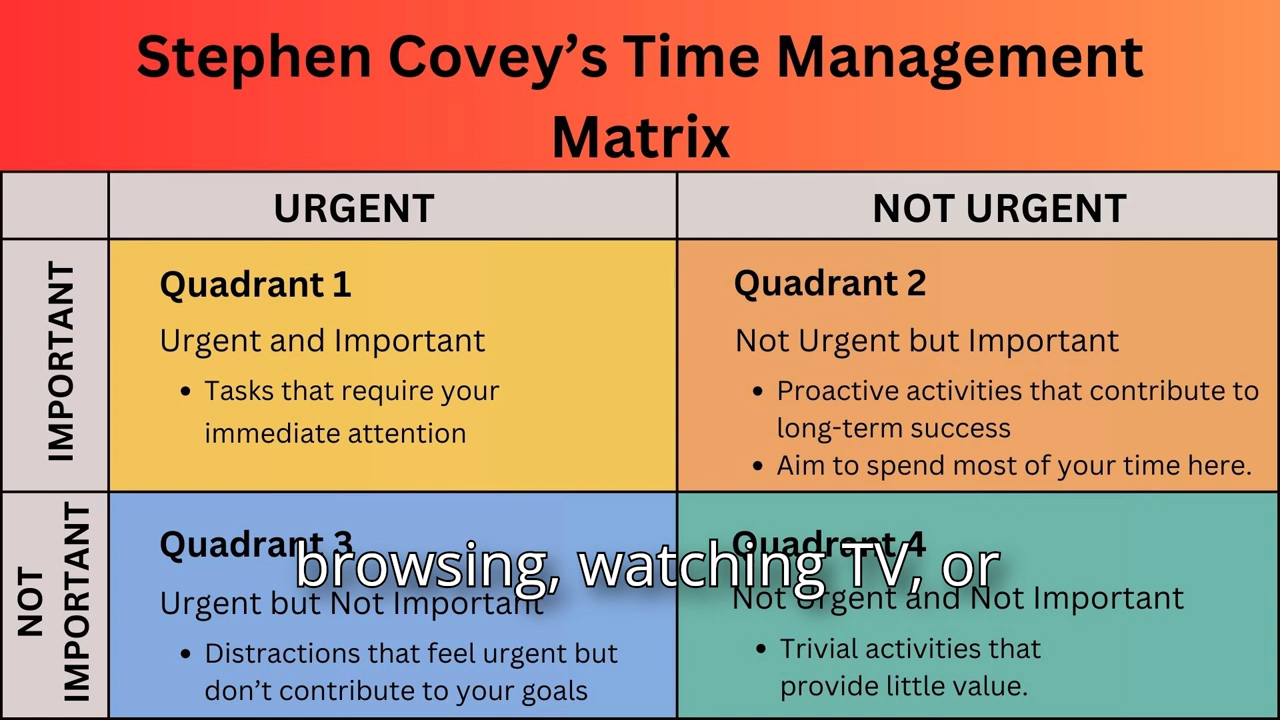 Stephen Covey’s Time Management
Matrix
URGENT
NOT URGENT
IMPORTANT
Quadrant 1
Urgent and Important
• Tasks that require your
immediate attention
Quadrant 2
Not Urgent but Important
• Proactive activities that contribute to
long-term success
• Aim to spend most of your time here.
NOT
IMPORTANT
Quadrant 3
Urgent but Not Important
• Distractions that feel urgent but
don’t contribute to your goals
Quadrant 4
Not Urgent and Not Important
• Trivial activities that
provide little value.
browsing, watching TV, or